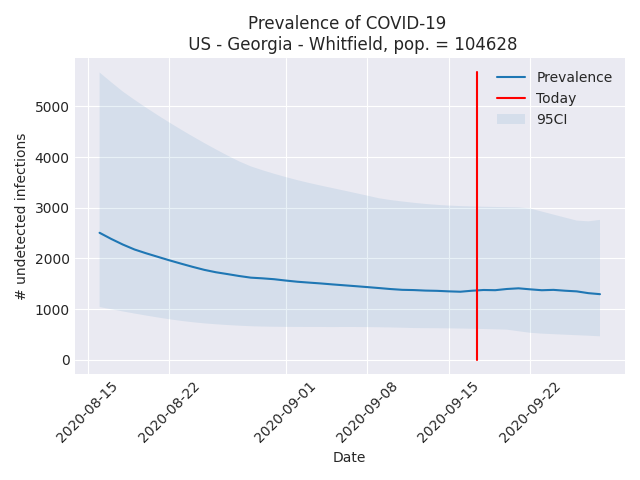 Prevalence of COVID-19
US - Georgia - Whitfield, pop. = 104628
Prevalence
Today
95CI
# undetected infections
5000
4000
3000
2000
1000
0
2020-08-15
2020-08-22
2020-09-01
2020-09-08
2020-09-15
2020-09-22
Date